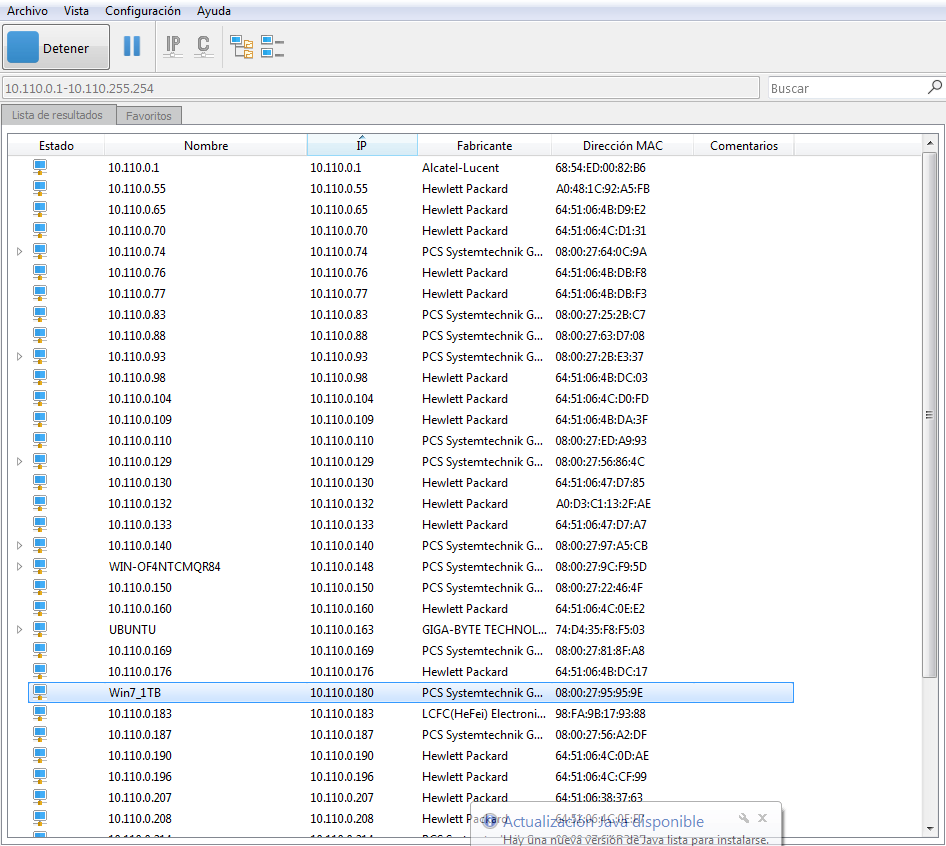 Archivo Vista Configuración Ayuda
Detener IP C
10.110.0.1-10.110.255.254 Buscar
Lista de resultados Favoritos
Estado Nombre IP Fabricante Dirección MAC Comentarios
10.110.0.1 10.110.0.1 Alcatel-Lucent 68:54:ED:00:82:B6
10.110.0.55 10.110.0.55 Hewlett Packard A0:48:1C:92:A5:FB
10.110.0.65 10.110.0.65 Hewlett Packard 64:51:06:4B:D9:E2
10.110.0.70 10.110.0.70 Hewlett Packard 64:51:06:4C:D1:31
10.110.0.74 10.110.0.74 PCS Systemtechnik G... 08:00:27:64:0C:9A
10.110.0.76 10.110.0.76 Hewlett Packard 64:51:06:4B:DB:F8
10.110.0.77 10.110.0.77 Hewlett Packard 64:51:06:4B:DB:F3
10.110.0.83 10.110.0.83 PCS Systemtechnik G... 08:00:27:25:2B:C7
10.110.0.88 10.110.0.88 PCS Systemtechnik G... 08:00:27:63:D7:08
10.110.0.93 10.110.0.93 PCS Systemtechnik G... 08:00:27:2B:E3:37
10.110.0.98 10.110.0.98 Hewlett Packard 64:51:06:4B:DC:03
10.110.0.104 10.110.0.104 Hewlett Packard 64:51:06:4C:D0:FD
10.110.0.109 10.110.0.109 Hewlett Packard 64:51:06:4B:DA:3F
10.110.0.110 10.110.0.110 PCS Systemtechnik G... 08:00:27:ED:A9:93
10.110.0.129 10.110.0.129 PCS Systemtechnik G... 08:00:27:56:86:4C
10.110.0.130 10.110.0.130 Hewlett Packard 64:51:06:47:D7:85
10.110.0.132 10.110.0.132 Hewlett Packard A0:D3:C1:13:2F:AE
10.110.0.133 10.110.0.133 Hewlett Packard 64:51:06:47:D7:A7
10.110.0.140 10.110.0.140 PCS Systemtechnik G... 08:00:27:97:A5:CB
WIN-OF4NTCMQR84 10.110.0.148 PCS Systemtechnik G... 08:00:27:9C:F9:5D
10.110.0.150 10.110.0.150 PCS Systemtechnik G... 08:00:27:22:46:4F
10.110.0.160 10.110.0.160 Hewlett Packard 64:51:06:4C:0E:E2
UBUNTU 10.110.0.163 GIGA-BYTE TECHNOL... 74:D4:35:F8:F5:03
10.110.0.169 10.110.0.169 PCS Systemtechnik G... 08:00:27:81:8F:A8
10.110.0.176 10.110.0.176 Hewlett Packard 64:51:06:4B:DC:17
Win7_1TB 10.110.0.180 PCS Systemtechnik G... 08:00:27:95:95:9E
10.110.0.183 10.110.0.183 LCFC(HeFei) Electroni... 98:FA:9B:17:93:88
10.110.0.187 10.110.0.187 PCS Systemtechnik G... 08:00:27:56:A2:DF
10.110.0.190 10.110.0.190 Hewlett Packard 64:51:06:4C:0D:AE
10.110.0.196 10.110.0.196 Hewlett Packard 64:51:06:4C:CF:99
10.110.0.207 10.110.0.207 Hewlett Packard 64:51:06:38:37:63
10.110.0.208 10.110.0.208 Hewlett
Actualización Java disponible
Hay una nueva versión de Java lista para instalarse.